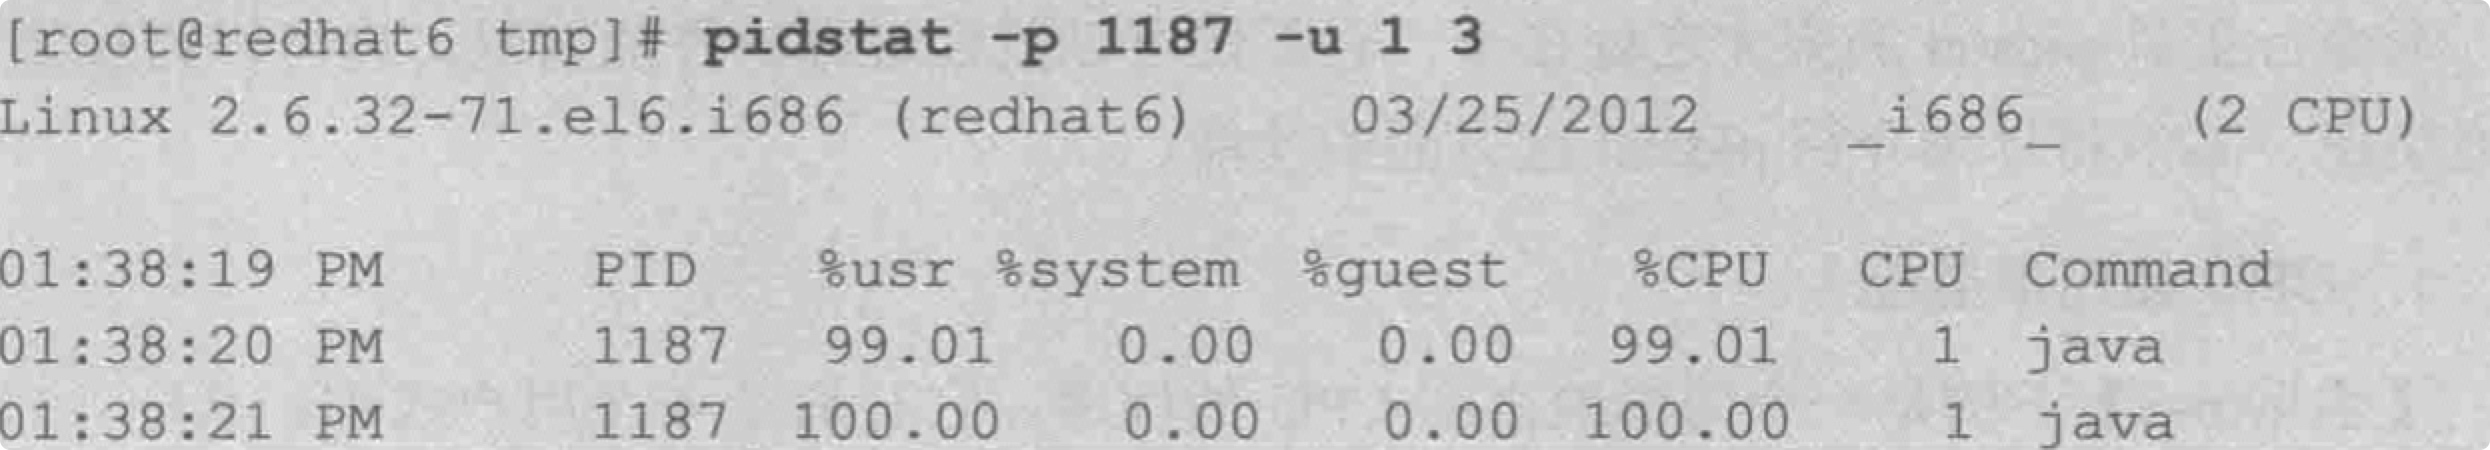 [root@redhat6 tmp]# pidstat -p 1187 -u 1 3
Linux 2.6.32-71.el6.i686 (redhat6) 03/25/2012 _i686_ (2 CPU)
01:38:19 PM PID %usr %system %guest %CPU CPU Command
01:38:20 PM 1187 99.01 0.00 0.00 99.01 1 java
01:38:21 PM 1187 100.00 0.00 0.00 100.00 1 java